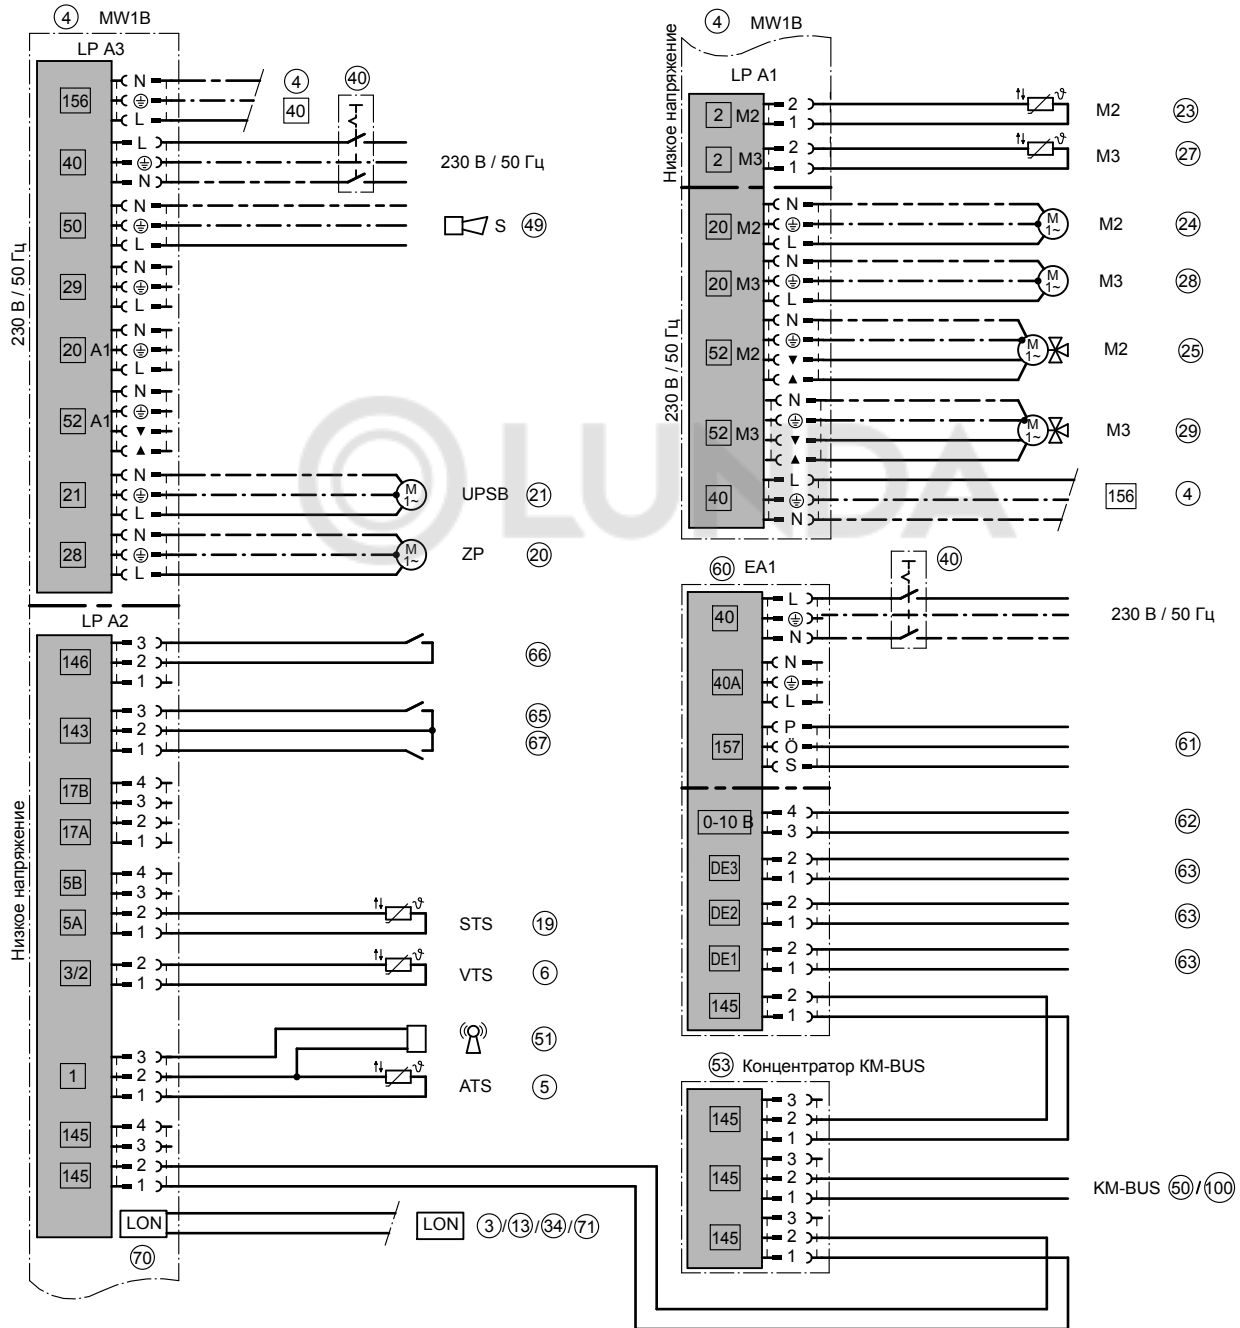 4 MW1B
LP A3
230 В / 50 Гц
156
N
L
4
40
40
40
L
N
230 В / 50 Гц
50
N
L
S 49
29
N
L
20 A1
N
L
52 A1
N
▼
▲
21
N
L
M
1~
UPSB 21
28
N
L
M
1~
ZP 20
LP A2
Низкое напряжение
146
3
2
1
66
143
3
2
1
65
67
17B
4
3
17A
2
1
5B
4
3
5A
2
1
ϑ
STS 19
3/2
2
1
ϑ
VTS 6
51
1
3
2
1
ϑ
ATS 5
145
4
3
145
2
1
LON
70
LON 3/13/34/71
4 MW1B
Низкое напряжение
LP A1
2 M2
2
1
ϑ
M2 23
2 M3
2
1
ϑ
M3 27
230 В / 50 Гц
20 M2
N
L
M
1~
M2 24
20 M3
N
L
M
1~
M3 28
52 M2
N
▼
▲
M
1~
M2 25
52 M3
N
▼
▲
M
1~
M3 29
40
L
N
156 4
LUNDA
60 EA1
40
40
L
N
230 В / 50 Гц
40A
N
L
157
P
Ö
S
61
0-10 В
4
3
62
DE3
2
1
63
DE2
2
1
63
DE1
2
1
63
145
2
1
53 Концентратор КМ-BUS
145
3
2
1
145
3
2
1
КМ-BUS 50/100
145
3
2
1